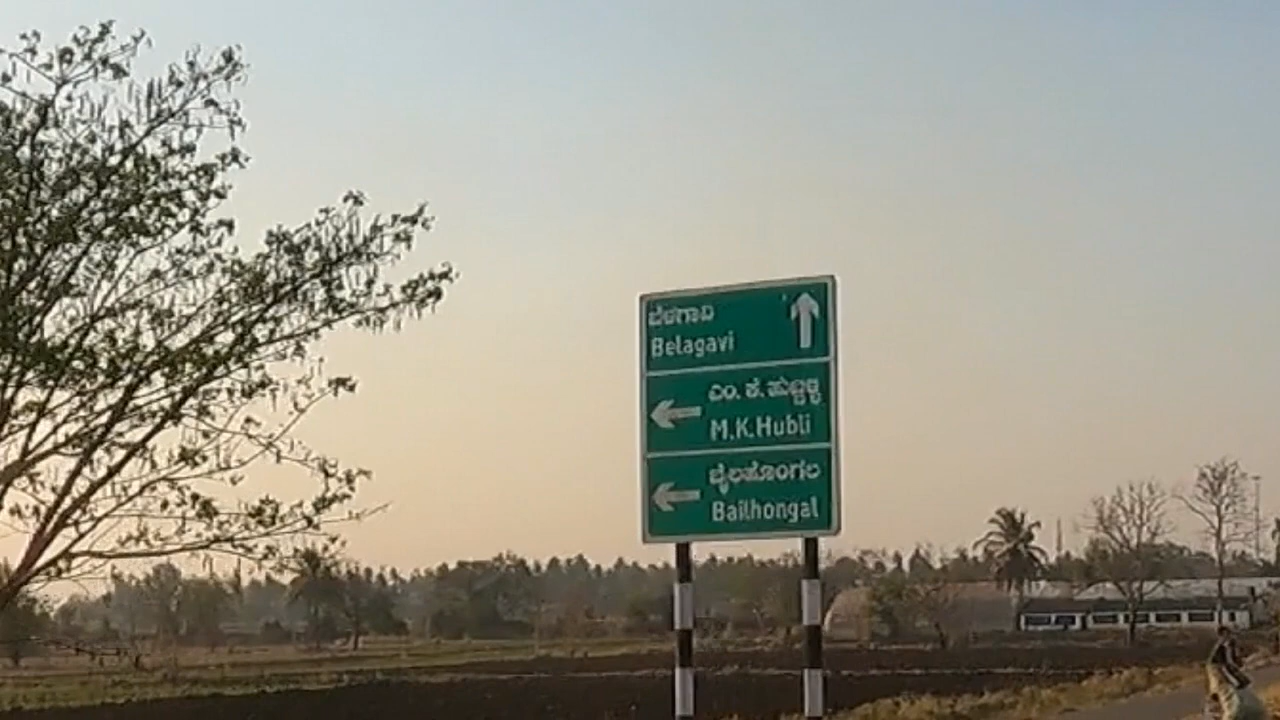 ಬೆಳಗಾವಿ
Belagavi
ಎಂ. ಕೆ. ಹುಬ್ಬಳ್ಳಿ
M.K.Hubli
ಬೈಲಹೊಂಗಲ
Bailhongal